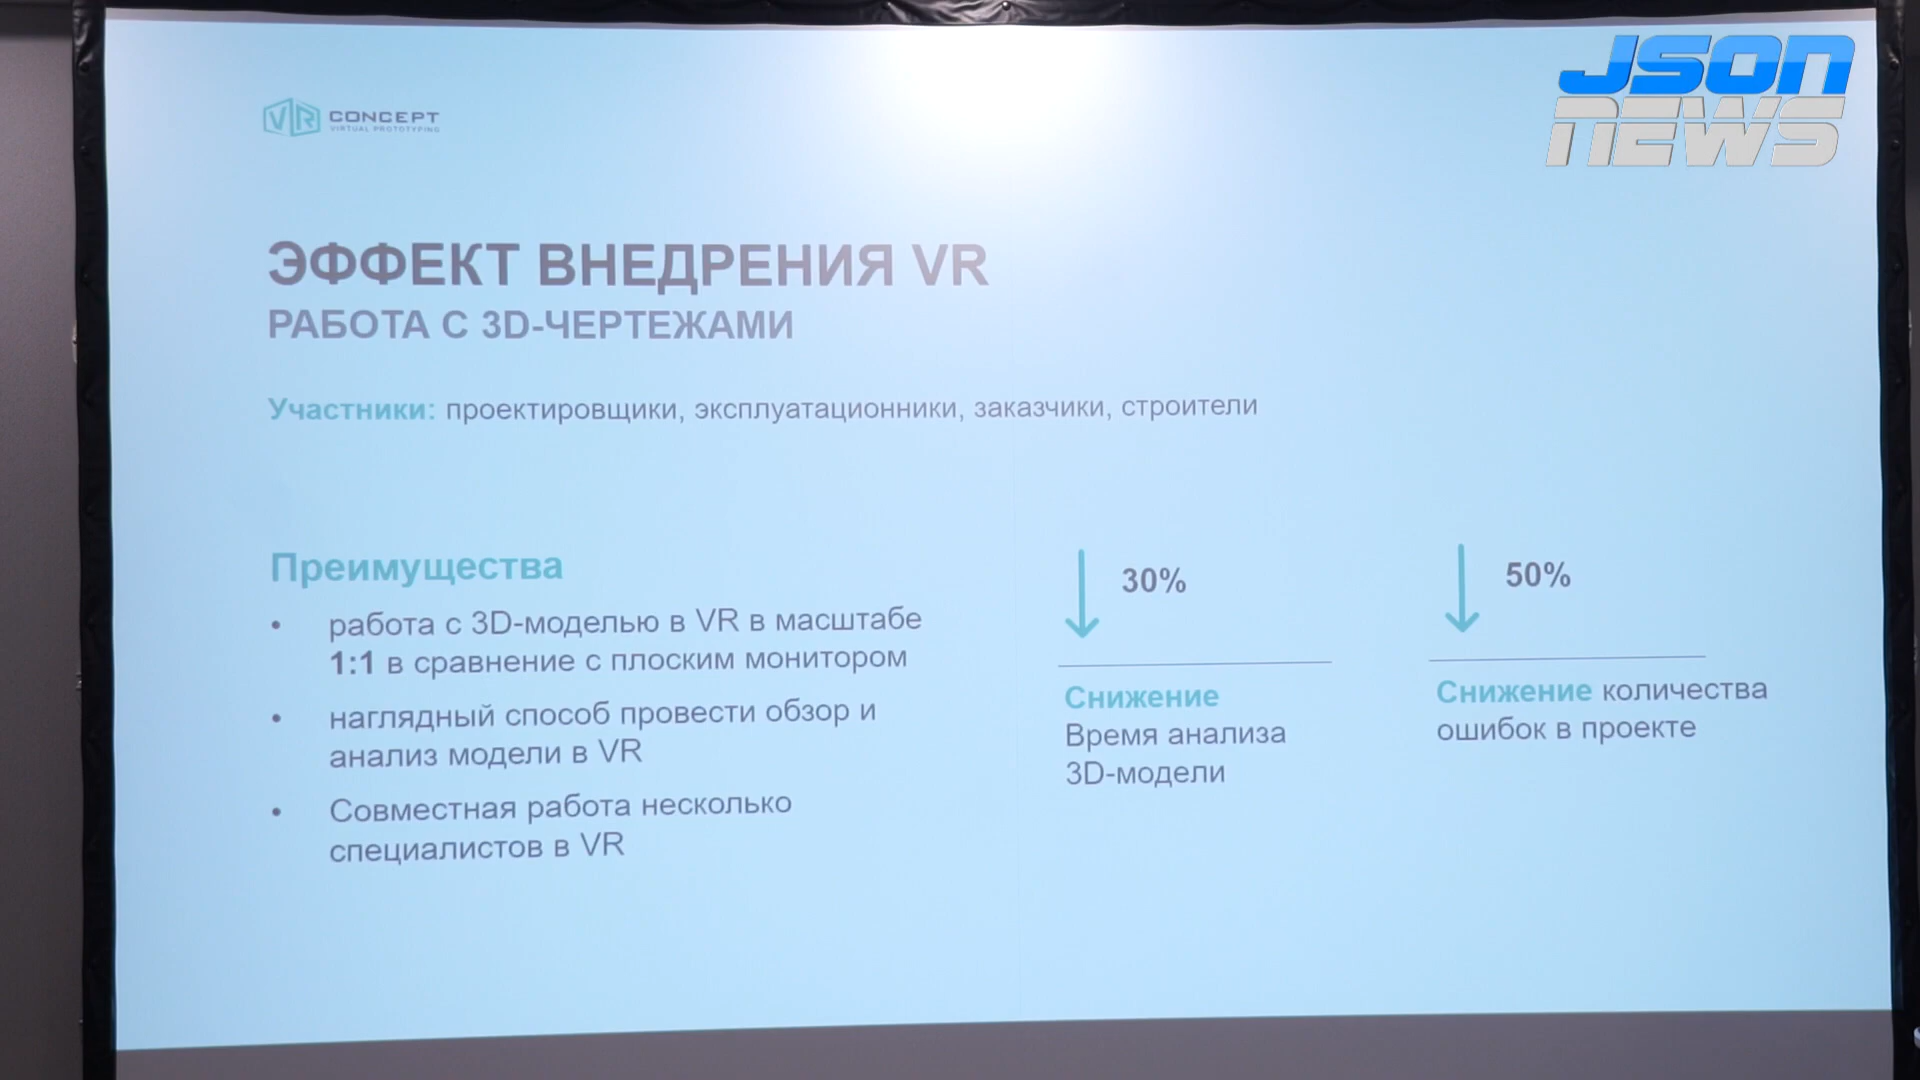 JSON
NEWS
VR CONCEPT
VIRTUAL PROTOTYPING
ЭФФЕКТ ВНЕДРЕНИЯ VR
РАБОТА С 3D-ЧЕРТЕЖАМИ
Участники: проектировщики, эксплуатационники, заказчики, строители
Преимущества
• работа с 3D-моделью в VR в масштабе
1:1 в сравнение с плоским монитором
• наглядный способ провести обзор и
анализ модели в VR
• Совместная работа несколько
специалистов в VR
30%
Снижение
Время анализа
3D-модели
50%
Снижение количества
ошибок в проекте